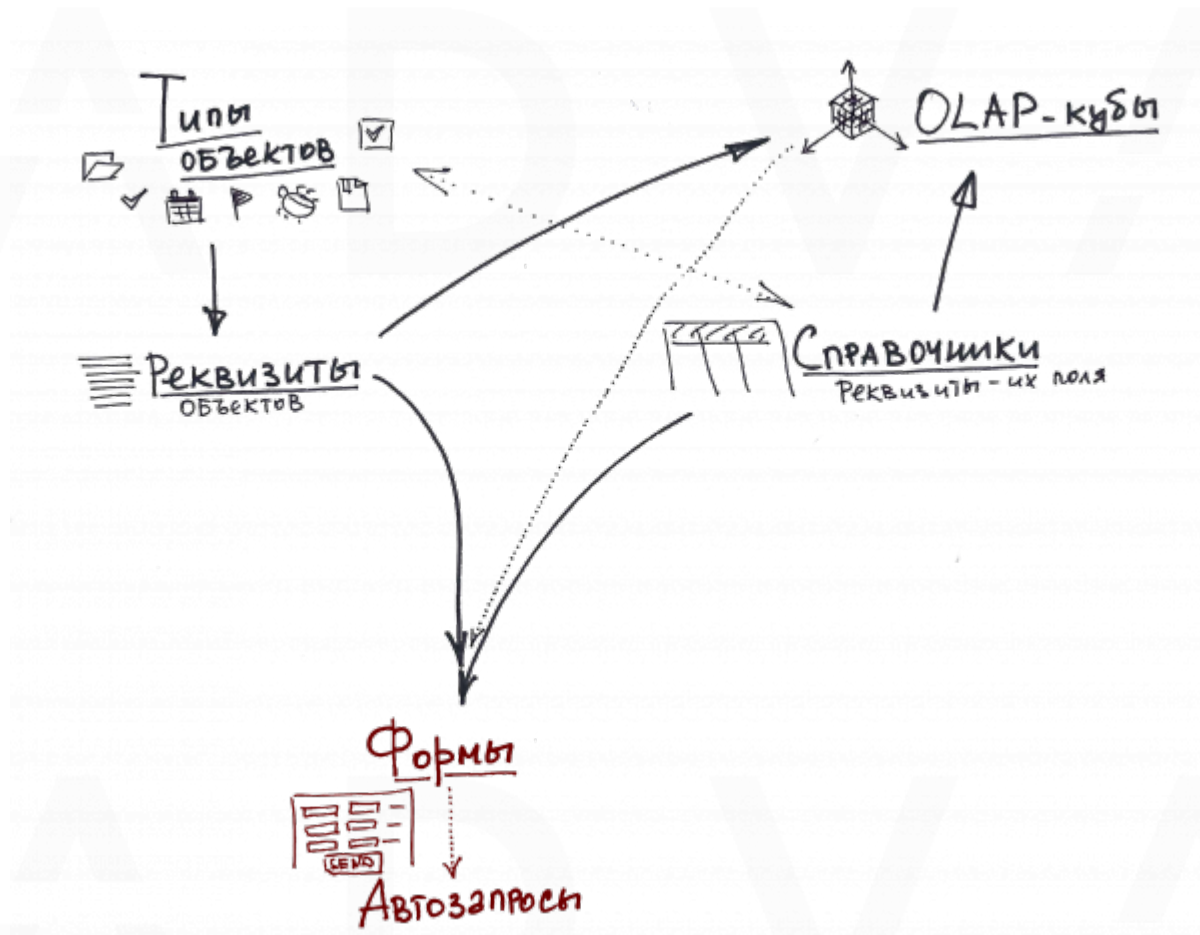 Типы
объектов
OLAP-кубы
Реквизиты
объектов
Справочники
Реквизиты - их поля
Формы
SEND
Автозапросы